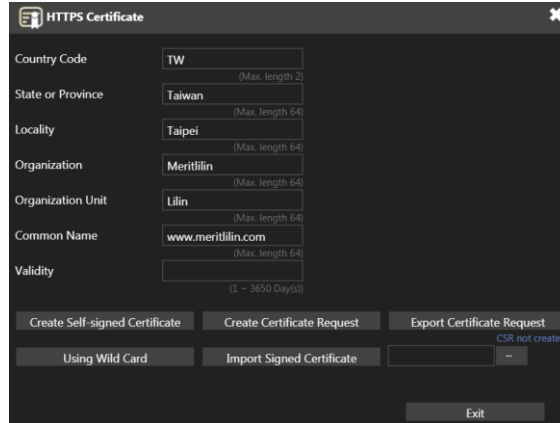 HTTPS Certificate
Country Code TW
(Max. length 2)
State or Province Taiwan
(Max. length 64)
Locality Taipei
(Max. length 64)
Organization Meritlilin
(Max. length 64)
Organization Unit Lilin
(Max. length 64)
Common Name www.meritlilin.com
(Max. length 64)
Validity
(1 ~ 3650 Day(s))
Create Self-signed Certificate Create Certificate Request Export Certificate Request
CSR not create
Using Wild Card Import Signed Certificate
Exit